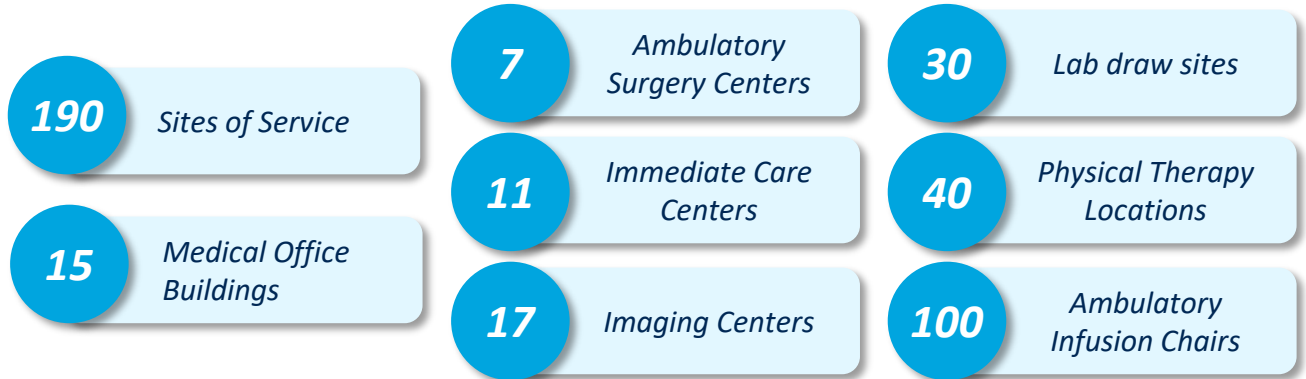 190
Sites of Service
15
Medical Office
Buildings
7
Ambulatory
Surgery Centers
11
Immediate Care
Centers
17
Imaging Centers
30
Lab draw sites
40
Physical Therapy
Locations
100
Ambulatory
Infusion Chairs